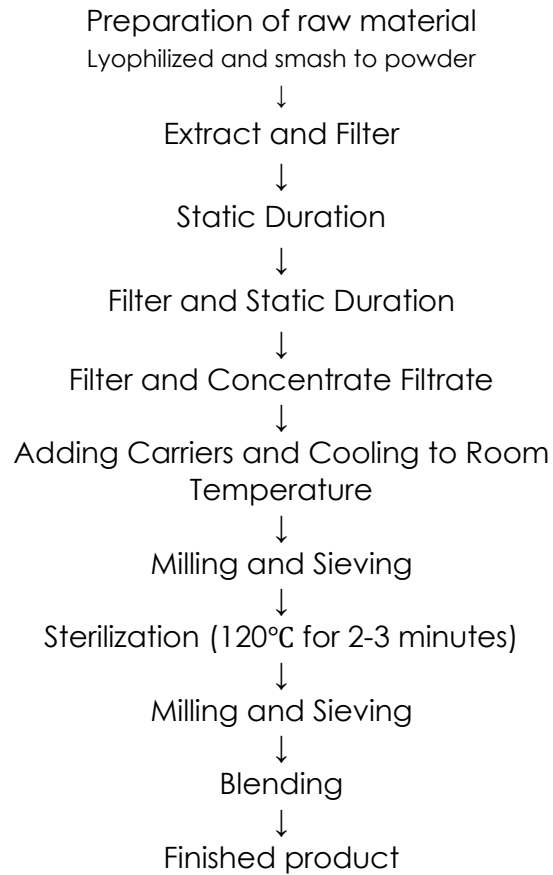 Preparation of raw material
Lyophilized and smash to powder
↓
Extract and Filter
↓
Static Duration
↓
Filter and Static Duration
↓
Filter and Concentrate Filtrate
↓
Adding Carriers and Cooling to Room
Temperature
↓
Milling and Sieving
↓
Sterilization (120℃ for 2-3 minutes)
↓
Milling and Sieving
↓
Blending
↓
Finished product